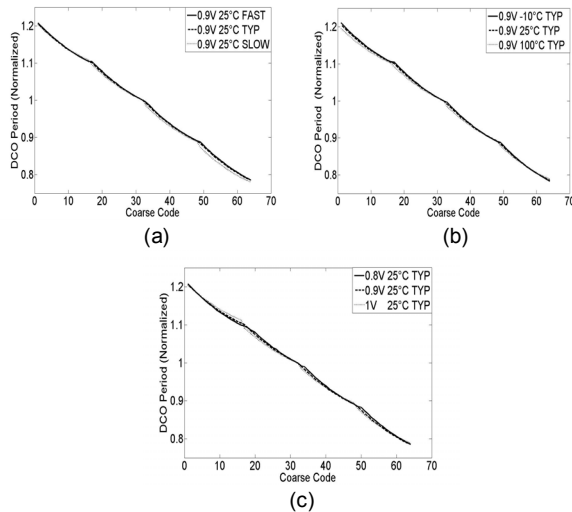 0.9V 25°C FAST
0.9V 25°C TYP
0.9V 25°C SLOW
DCO Period (Normalized)
1.2
1.1
1
0.9
0.8
0 10 20 30 40 50 60 70
Coarse Code
(a)
0.9V -10°C TYP
0.9V 25°C TYP
0.9V 100°C TYP
DCO Period (Normalized)
1.2
1.1
1
0.9
0.8
0 10 20 30 40 50 60 70
Coarse Code
(b)
0.8V 25°C TYP
0.9V 25°C TYP
1V 25°C TYP
DCO Period (Normalized)
1.2
1.1
1
0.9
0.8
0 10 20 30 40 50 60 70
Coarse Code
(c)